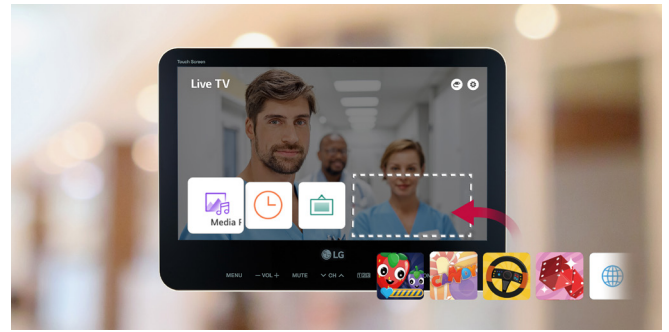 Touch Screen
Live TV
Media F
LG
MENU — VOL + MUTE ∨ CH ∧